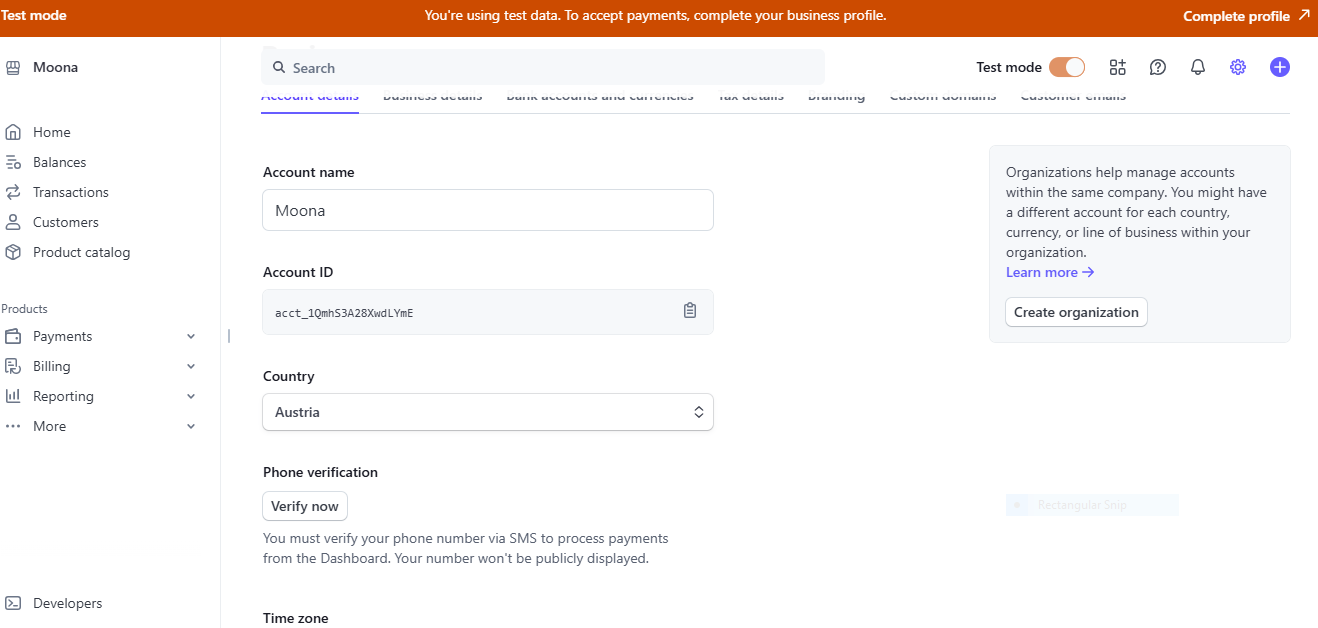 Test mode
You're using test data. To accept payments, complete your business profile.
Complete profile
Moona
Search
Test mode
Home
Balances
Transactions
Customers
Product catalog
Products
Payments
Billing
Reporting
More
Developers
Account details Business details Bank accounts and currencies Tax details Branding Custom domains Customer emails
Account name
Moona
Account ID
acct_1QmhS3A28XwdLYmE
Country
Austria
Phone verification
Verify now
You must verify your phone number via SMS to process payments
from the Dashboard. Your number won't be publicly displayed.
Time zone
Organizations help manage accounts
within the same company. You might have
a different account for each country,
currency, or line of business within your
organization.
Learn more
Create organization
Rectangular Snip